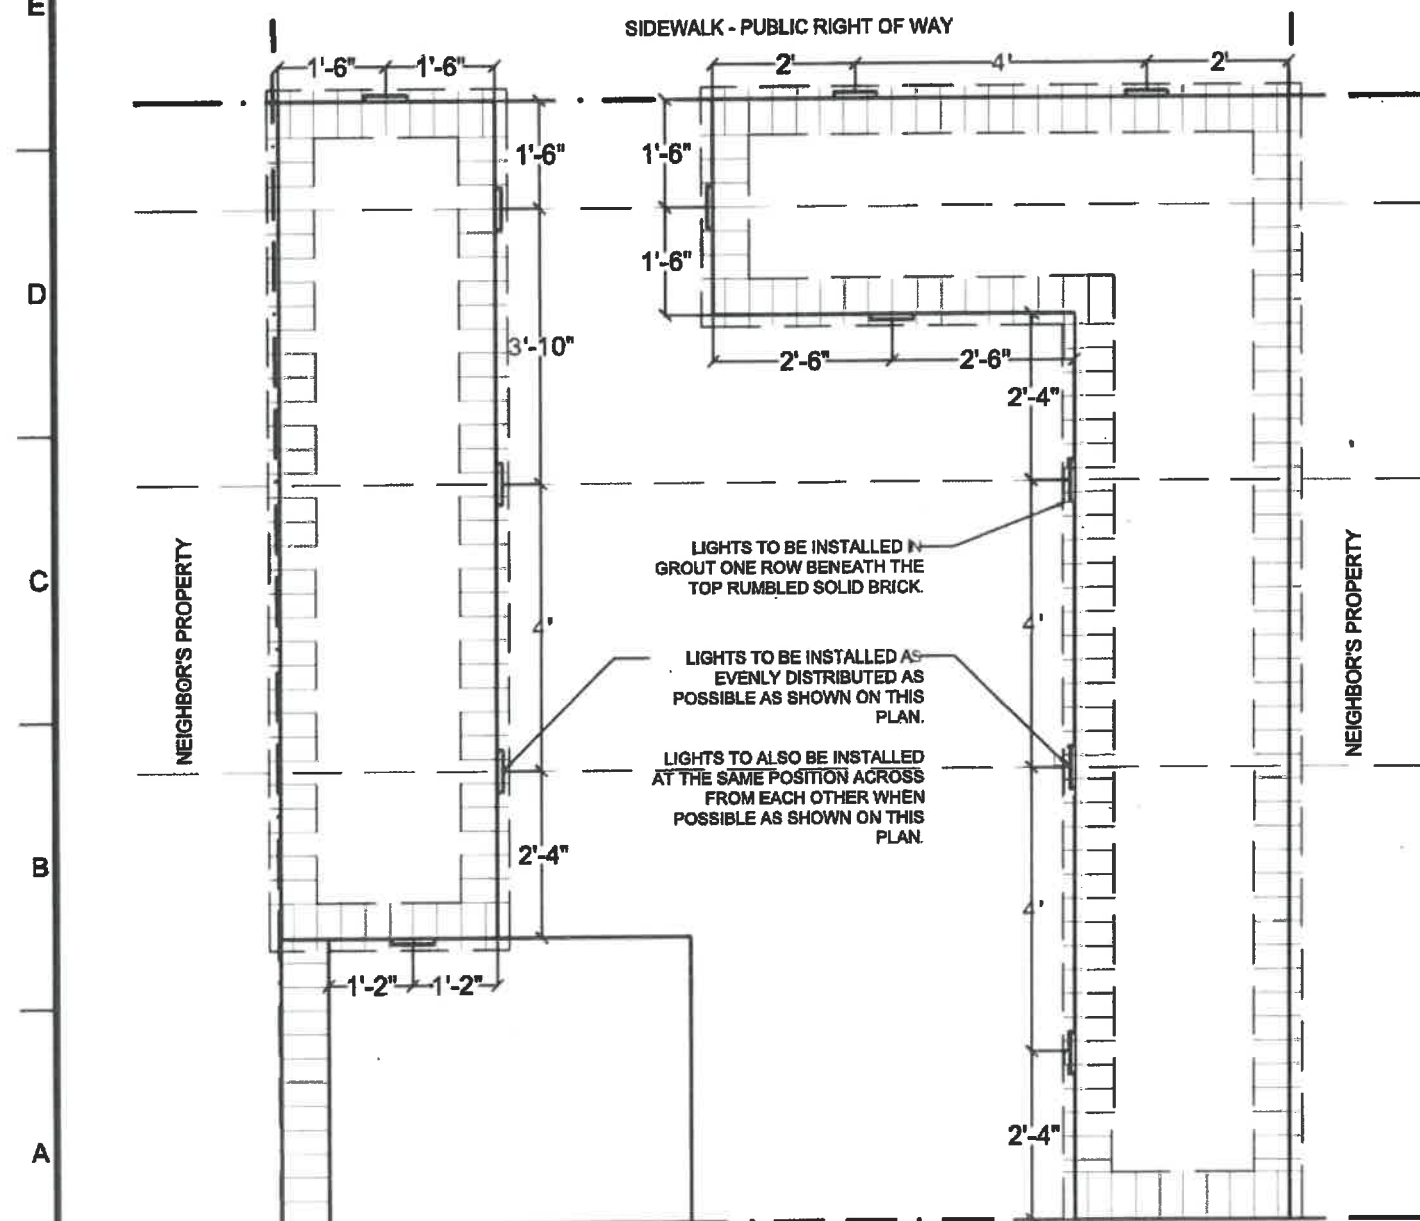 E
SIDEWALK - PUBLIC RIGHT OF WAY
1'-6"
1'-6"
2'
4'
2'
1'-6"
1'-6"
1'-6"
D
3'-10"
2'-6"
2'-6"
2'-4"
LIGHTS TO BE INSTALLED IN
GROUT ONE ROW BENEATH THE
TOP RUMBLED SOLID BRICK.
C
NEIGHBOR'S PROPERTY
NEIGHBOR'S PROPERTY
4'
4'
LIGHTS TO BE INSTALLED AS
EVENLY DISTRIBUTED AS
POSSIBLE AS SHOWN ON THIS
PLAN.
LIGHTS TO ALSO BE INSTALLED
AT THE SAME POSITION ACROSS
FROM EACH OTHER WHEN
POSSIBLE AS SHOWN ON THIS
PLAN.
B
2'-4"
4'
1'-2"
1'-2"
2'-4"
A